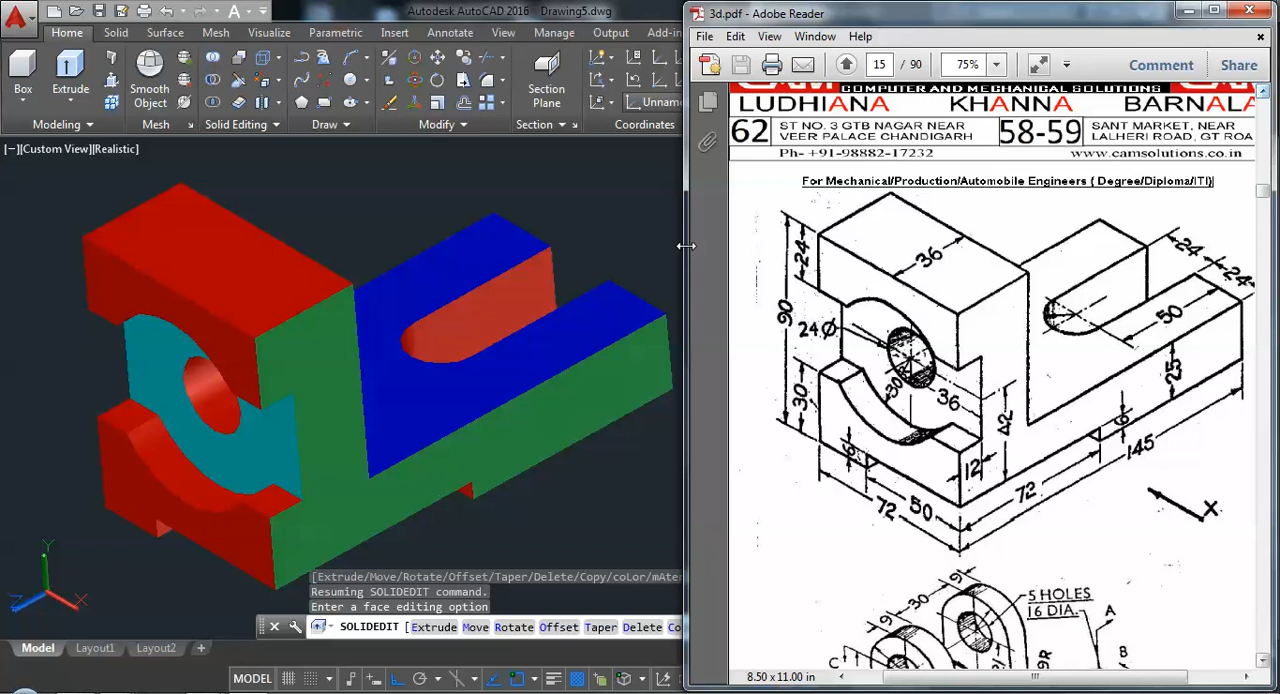 Autodesk AutoCAD 2016 Drawing5.dwg
Home Solid Surface Mesh Visualize Parametric Insert Annotate View Manage Output Add-in
Box
Extrude
Smooth
Object
Section
Plane
Unnam
Modeling
Mesh
Solid Editing
Draw
Modify
Section
Coordinates
[−][Custom View][Realistic]
Y
Z
X
[Extrude/Move/Rotate/Offset/Taper/Delete/Copy/coLor/mAter
Resuming SOLIDEDIT command.
Enter a face editing option
SOLIDEDIT [Extrude Move Rotate Offset Taper Delete Co
Model Layout1 Layout2 +
MODEL
3d.pdf - Adobe Reader
File Edit View Window Help
15 / 90 75% Comment Share
COMPUTER AND MECHANICAL SOLUTIONS
LUDHIANA KHANNA BARNALA
62 ST NO. 3 GTB NAGAR NEAR
VEER PALACE CHANDIGARH
58-59 SANT MARKET, NEAR
LALHERI ROAD, GT ROA
Ph- +91-98882-17232 www.camsolutions.co.in
For Mechanical/Production/Automobile Engineers ( Degree/Diploma/ITI)
24
36
24
24
90
24Ø
50
30
36
25
30
42
6
6
12
145
72
50
72
X
9
30
9
5 HOLES
16 DIA.
A
B
C
9R
8.50 x 11.00 in